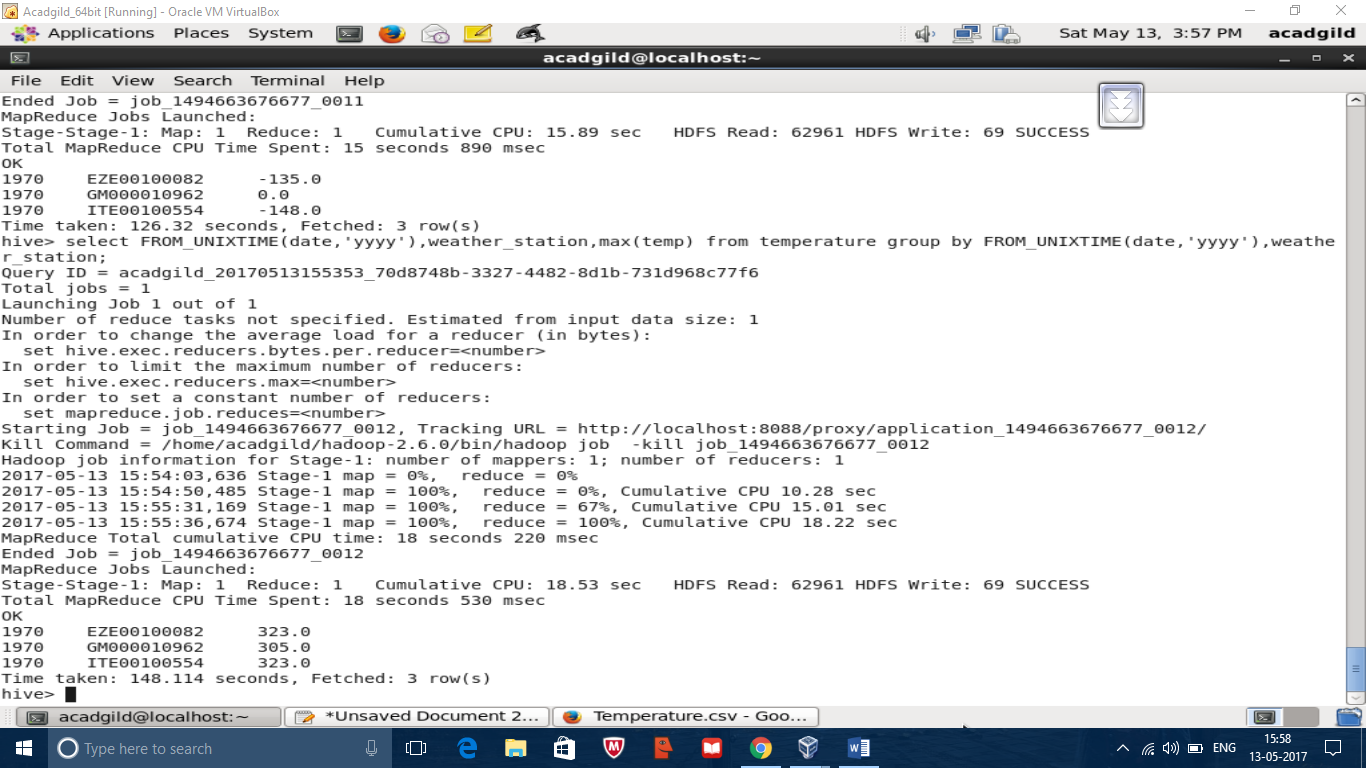 Acadgild_64bit [Running] - Oracle VM VirtualBox
Applications Places System Sat May 13, 3:57 PM acadgild
acadgild@localhost:~
File Edit View Search Terminal Help
Ended Job = job_1494663676677_0011
MapReduce Jobs Launched:
Stage-Stage-1: Map: 1  Reduce: 1   Cumulative CPU: 15.89 sec   HDFS Read: 62961 HDFS Write: 69 SUCCESS
Total MapReduce CPU Time Spent: 15 seconds 890 msec
OK
1970    EZE00100082     -135.0
1970    GM000010962     0.0
1970    ITE00100554     -148.0
Time taken: 126.32 seconds, Fetched: 3 row(s)
hive> select FROM_UNIXTIME(date,'yyyy'),weather_station,max(temp) from temperature group by FROM_UNIXTIME(date,'yyyy'),weathe
r_station;
Query ID = acadgild_20170513155353_70d8748b-3327-4482-8d1b-731d968c77f6
Total jobs = 1
Launching Job 1 out of 1
Number of reduce tasks not specified. Estimated from input data size: 1
In order to change the average load for a reducer (in bytes):
  set hive.exec.reducers.bytes.per.reducer=<number>
In order to limit the maximum number of reducers:
  set hive.exec.reducers.max=<number>
In order to set a constant number of reducers:
  set mapreduce.job.reduces=<number>
Starting Job = job_1494663676677_0012, Tracking URL = http://localhost:8088/proxy/application_1494663676677_0012/
Kill Command = /home/acadgild/hadoop-2.6.0/bin/hadoop job  -kill job_1494663676677_0012
Hadoop job information for Stage-1: number of mappers: 1; number of reducers: 1
2017-05-13 15:54:03,636 Stage-1 map = 0%,  reduce = 0%
2017-05-13 15:54:50,485 Stage-1 map = 100%,  reduce = 0%, Cumulative CPU 10.28 sec
2017-05-13 15:55:31,169 Stage-1 map = 100%,  reduce = 67%, Cumulative CPU 15.01 sec
2017-05-13 15:55:36,674 Stage-1 map = 100%,  reduce = 100%, Cumulative CPU 18.22 sec
MapReduce Total cumulative CPU time: 18 seconds 220 msec
Ended Job = job_1494663676677_0012
MapReduce Jobs Launched:
Stage-Stage-1: Map: 1  Reduce: 1   Cumulative CPU: 18.53 sec   HDFS Read: 62961 HDFS Write: 69 SUCCESS
Total MapReduce CPU Time Spent: 18 seconds 530 msec
OK
1970    EZE00100082     323.0
1970    GM000010962     305.0
1970    ITE00100554     323.0
Time taken: 148.114 seconds, Fetched: 3 row(s)
hive>
acadgild@localhost:~ *Unsaved Document 2... Temperature.csv - Goo...
Type here to search ENG 15:58
13-05-2017